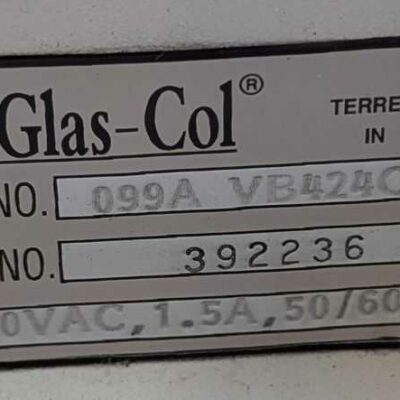 Glas-Col® TERRE
IN
NO. 099A VB424C
NO. 392236
0VAC,1.5A,50/60